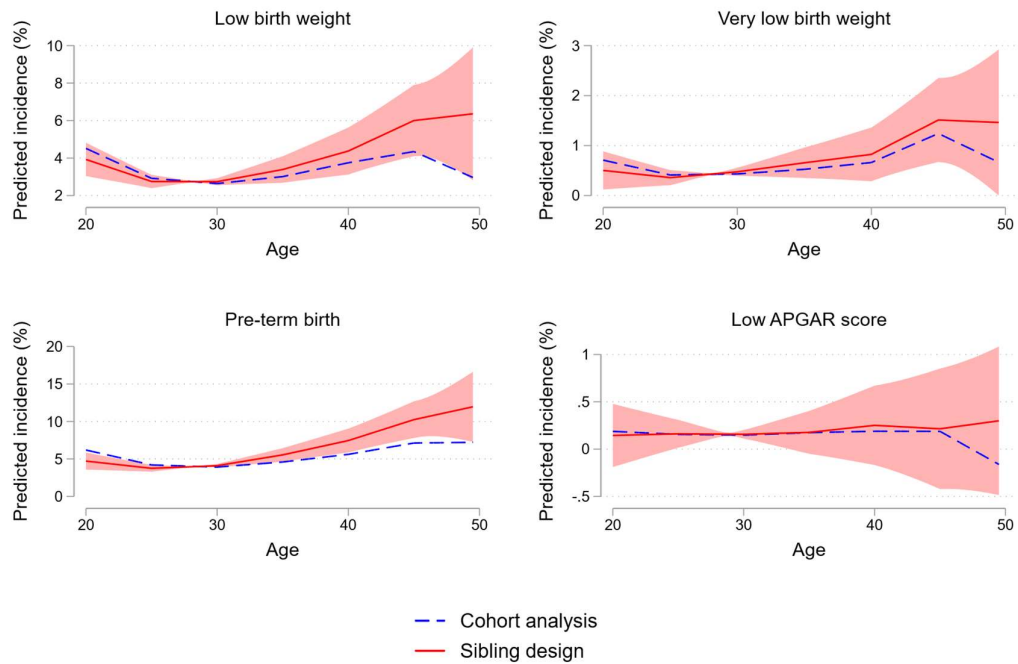 Low birth weight
Predicted incidence (%)
10
8
6
4
2
20 30 40 50
Age
Very low birth weight
Predicted incidence (%)
3
2
1
0
20 30 40 50
Age
Pre-term birth
Predicted incidence (%)
20
15
10
5
0
20 30 40 50
Age
Low APGAR score
Predicted incidence (%)
1
.5
0
-.5
20 30 40 50
Age
Cohort analysis
Sibling design